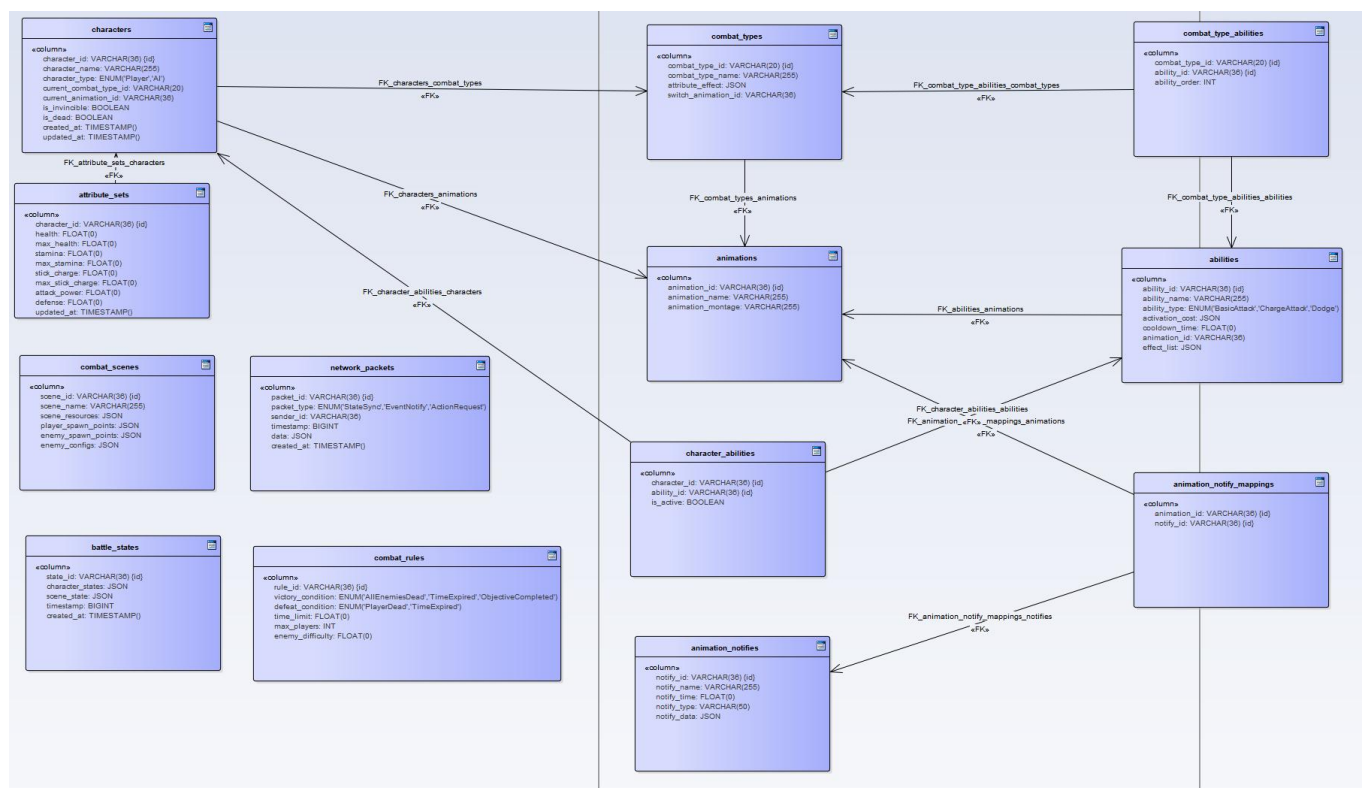 characters
«column»
character_id: VARCHAR(36) {id}
character_name: VARCHAR(255)
character_type: ENUM('Player','AI')
current_combat_type_id: VARCHAR(20)
current_animation_id: VARCHAR(36)
is_invincible: BOOLEAN
is_dead: BOOLEAN
created_at: TIMESTAMP()
updated_at: TIMESTAMP()
FK_attribute_sets_characters
«FK»
attribute_sets
«column»
character_id: VARCHAR(36) {id}
health: FLOAT(0)
max_health: FLOAT(0)
stamina: FLOAT(0)
max_stamina: FLOAT(0)
stick_charge: FLOAT(0)
max_stick_charge: FLOAT(0)
attack_power: FLOAT(0)
defense: FLOAT(0)
updated_at: TIMESTAMP()
FK_characters_combat_types
«FK»
FK_characters_animations
«FK»
FK_character_abilities_characters
«FK»
combat_scenes
«column»
scene_id: VARCHAR(36) {id}
scene_name: VARCHAR(255)
scene_resources: JSON
player_spawn_points: JSON
enemy_spawn_points: JSON
enemy_configs: JSON
network_packets
«column»
packet_id: VARCHAR(36) {id}
packet_type: ENUM('StateSync','EventNotify','ActionRequest')
sender_id: VARCHAR(36)
timestamp: BIGINT
data: JSON
created_at: TIMESTAMP()
battle_states
«column»
state_id: VARCHAR(36) {id}
character_states: JSON
scene_state: JSON
timestamp: BIGINT
created_at: TIMESTAMP()
combat_rules
«column»
rule_id: VARCHAR(36) {id}
victory_condition: ENUM('AllEnemiesDead','TimeExpired','ObjectiveCompleted')
defeat_condition: ENUM('PlayerDead','TimeExpired')
time_limit: FLOAT(0)
max_players: INT
enemy_difficulty: FLOAT(0)
combat_types
«column»
combat_type_id: VARCHAR(20) {id}
combat_type_name: VARCHAR(255)
attribute_effect: JSON
switch_animation_id: VARCHAR(36)
FK_combat_type_abilities_combat_types
«FK»
combat_type_abilities
«column»
combat_type_id: VARCHAR(20) {id}
ability_id: VARCHAR(36) {id}
ability_order: INT
FK_combat_types_animations
«FK»
FK_combat_type_abilities_abilities
«FK»
animations
«column»
animation_id: VARCHAR(36) {id}
animation_name: VARCHAR(255)
animation_montage: VARCHAR(255)
FK_abilities_animations
«FK»
abilities
«column»
ability_id: VARCHAR(36) {id}
ability_name: VARCHAR(255)
ability_type: ENUM('BasicAttack','ChargeAttack','Dodge')
activation_cost: JSON
cooldown_time: FLOAT(0)
animation_id: VARCHAR(36)
effect_list: JSON
FK_character_abilities_abilities
FK_animation_«FK»_mappings_animations
«FK»
character_abilities
«column»
character_id: VARCHAR(36) {id}
ability_id: VARCHAR(36) {id}
is_active: BOOLEAN
animation_notify_mappings
«column»
animation_id: VARCHAR(36) {id}
notify_id: VARCHAR(36) {id}
FK_animation_notify_mappings_notifies
«FK»
animation_notifies
«column»
notify_id: VARCHAR(36) {id}
notify_name: VARCHAR(255)
notify_time: FLOAT(0)
notify_type: VARCHAR(50)
notify_data: JSON